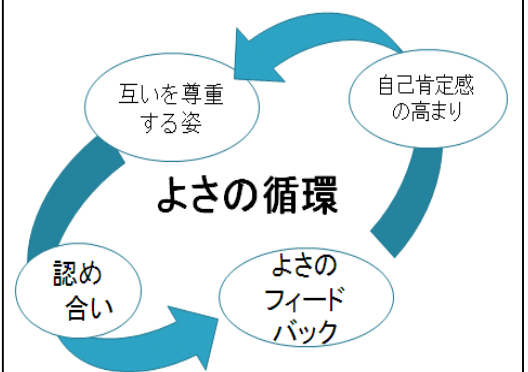 互いを尊重
する姿
自己肯定感
の高まり
よさの循環
認め
合い
よさの
フィード
バック